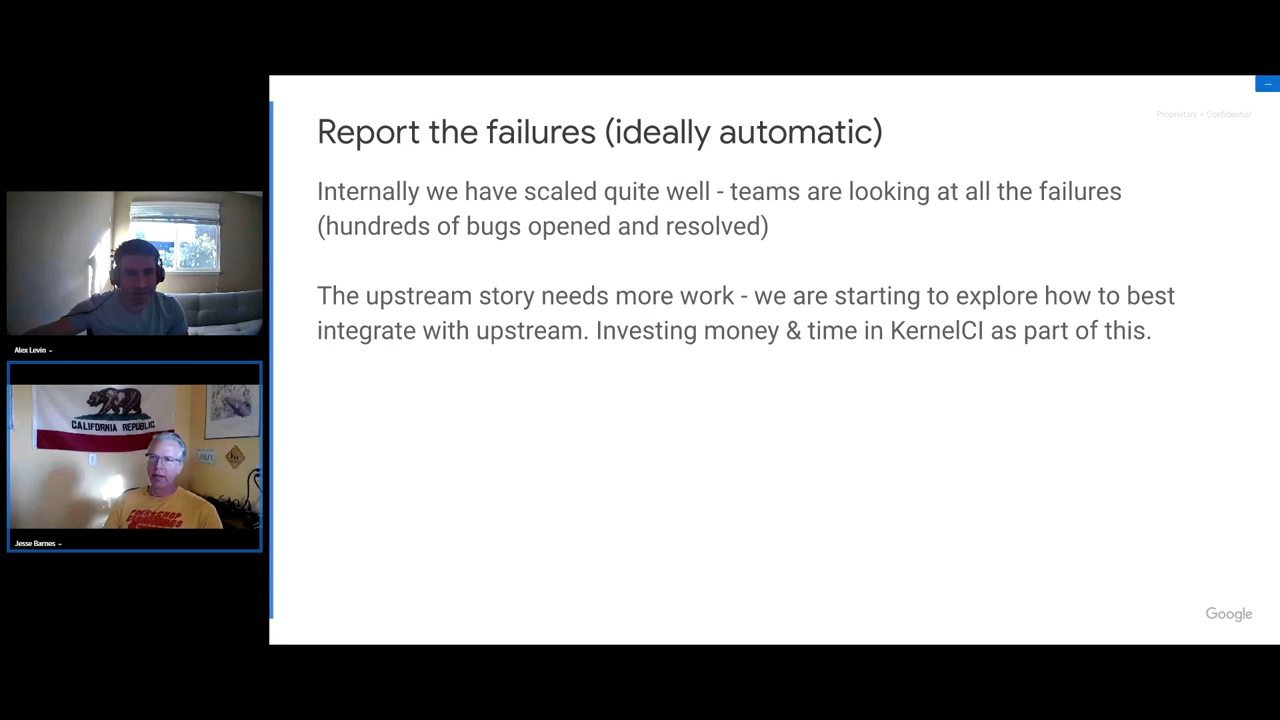 Proprietary + Confidential
Report the failures (ideally automatic)
Internally we have scaled quite well - teams are looking at all the failures
(hundreds of bugs opened and resolved)
The upstream story needs more work - we are starting to explore how to best
integrate with upstream. Investing money & time in KernelCI as part of this.
Alex Levin
CALIFORNIA REPUBLIC
LINUX
Jesse Barnes
Google